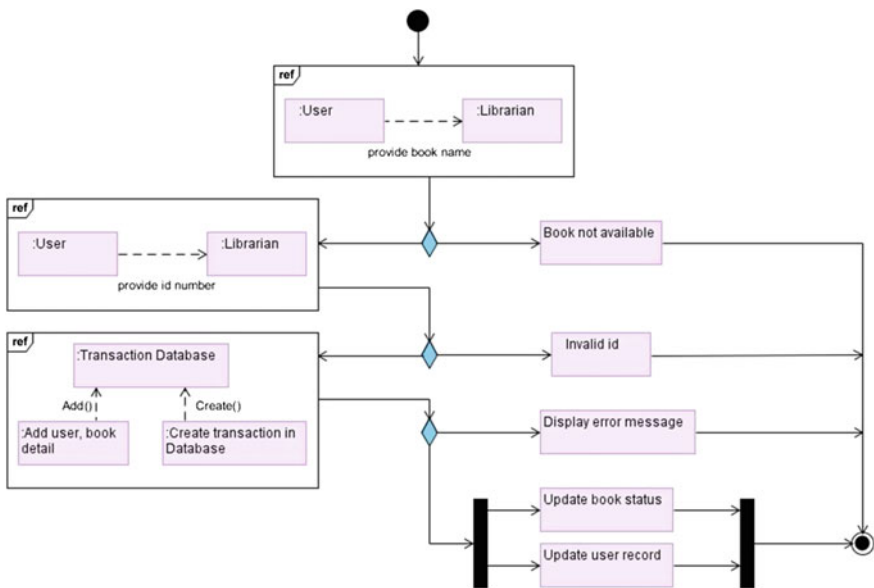 ref
:User
:Librarian
provide book name
ref
:User
:Librarian
provide id number
Book not available
ref
:Transaction Database
Add()
Create()
:Add user, book
detail
:Create transaction in
Database
Invalid id
Display error message
Update book status
Update user record